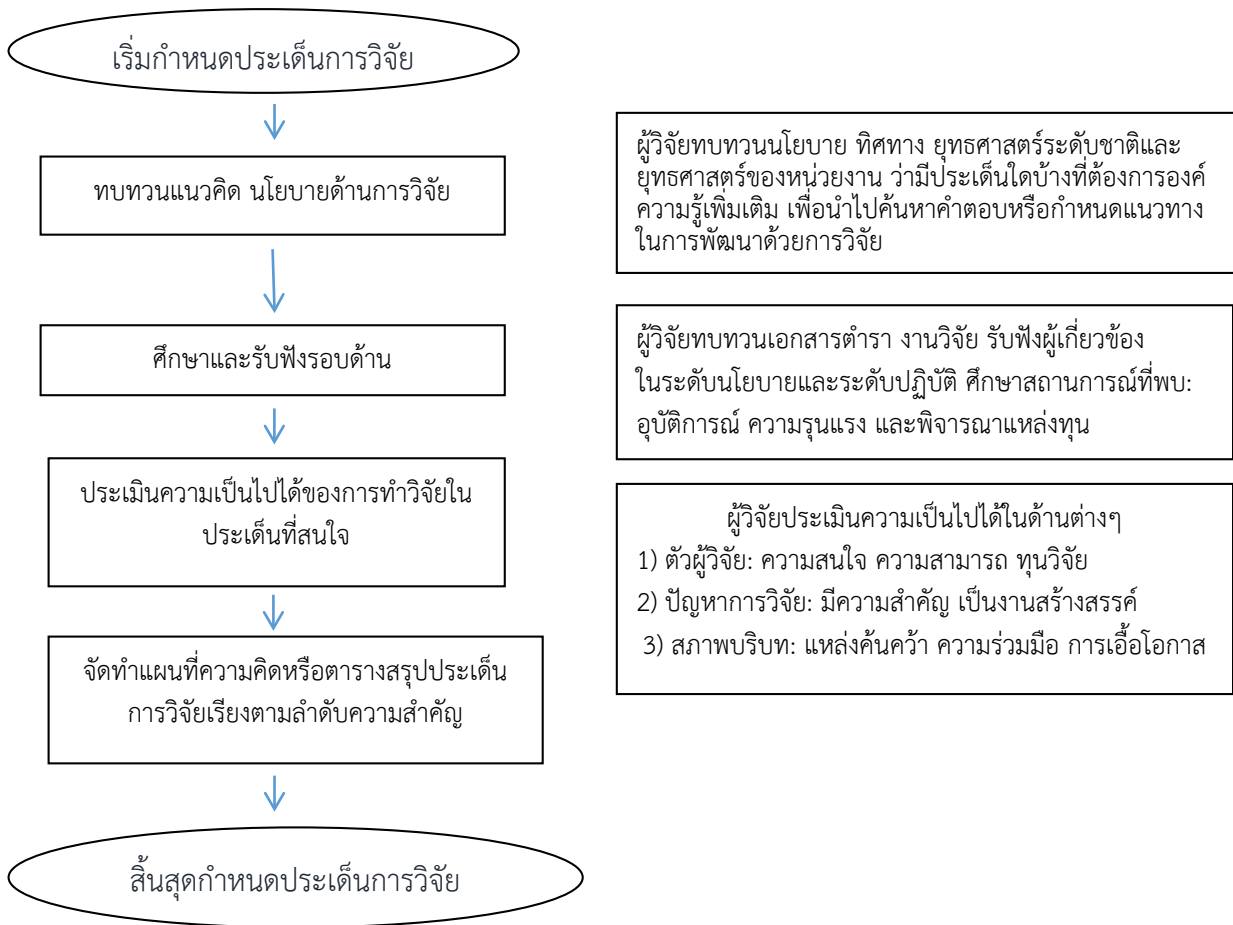 เริ่มกำหนดประเด็นการวิจัย
ทบทวนแนวคิด นโยบายด้านการวิจัย
ผู้วิจัยทบทวนนโยบาย ทิศทาง ยุทธศาสตร์ระดับชาติและ
ยุทธศาสตร์ของหน่วยงาน ว่ามีประเด็นใดบ้างที่ต้องการองค์
ความรู้เพิ่มเติม เพื่อนำไปค้นหาคำตอบหรือกำหนดแนวทาง
ในการพัฒนาด้วยการวิจัย
ศึกษาและรับฟังรอบด้าน
ผู้วิจัยทบทวนเอกสารตำรา งานวิจัย รับฟังผู้เกี่ยวข้อง
ในระดับนโยบายและระดับปฏิบัติ ศึกษาสถานการณ์ที่พบ:
อุบัติการณ์ ความรุนแรง และพิจารณาแหล่งทุน
ประเมินความเป็นไปได้ของการทำวิจัยใน
ประเด็นที่สนใจ
ผู้วิจัยประเมินความเป็นไปได้ในด้านต่างๆ
1) ตัวผู้วิจัย: ความสนใจ ความสามารถ ทุนวิจัย
2) ปัญหาการวิจัย: มีความสำคัญ เป็นงานสร้างสรรค์
3) สภาพบริบท: แหล่งค้นคว้า ความร่วมมือ การเอื้อโอกาส
จัดทำแผนที่ความคิดหรือตารางสรุปประเด็น
การวิจัยเรียงตามลำดับความสำคัญ
สิ้นสุดกำหนดประเด็นการวิจัย